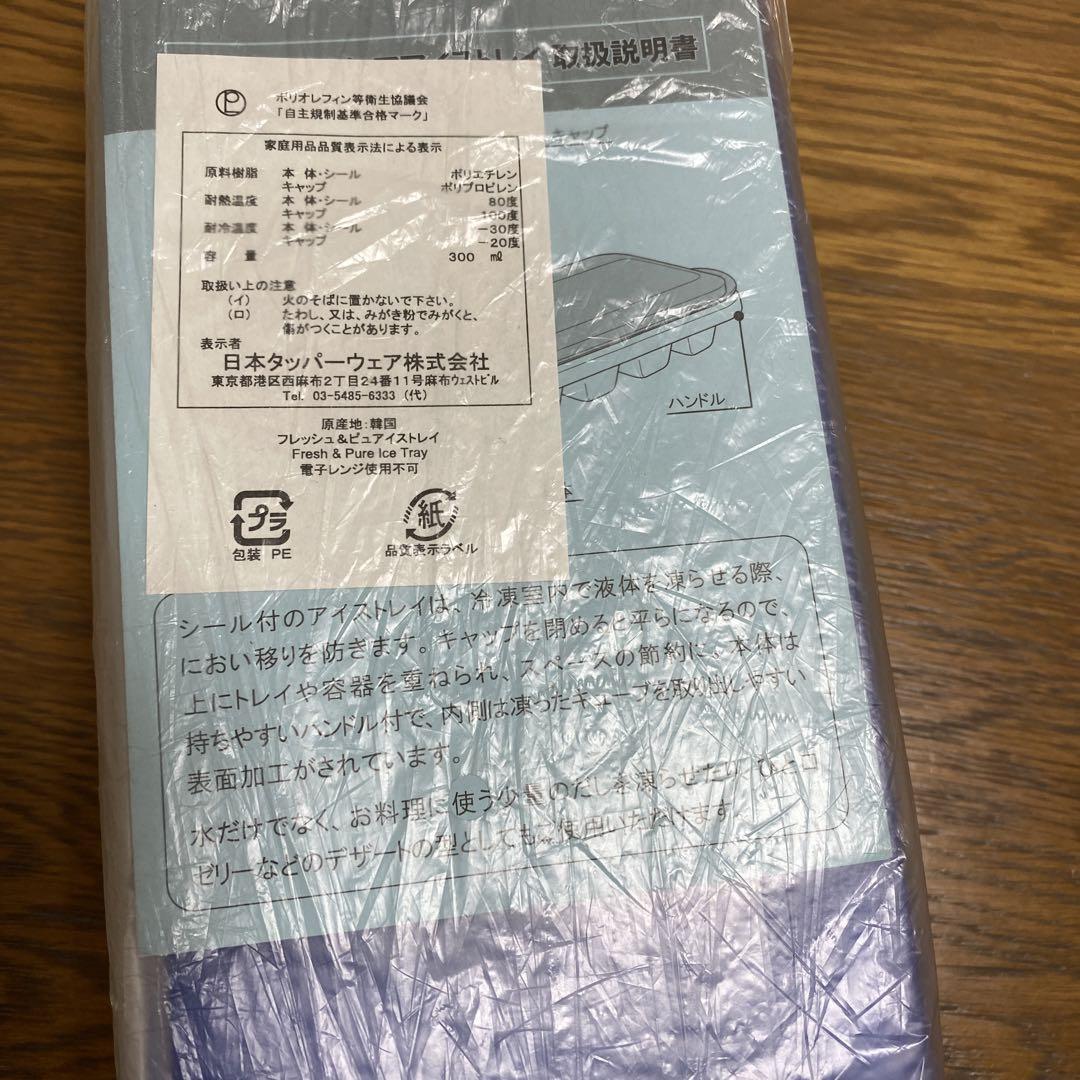 アイストレイ 取扱説明書
キャップ
ポリオレフィン等衛生協議会
「自主規制基準合格マーク」
家庭用品品質表示法による表示
原料樹脂 本体・シール ポリエチレン
キャップ ポリプロピレン
耐熱温度 本体・シール 80度
キャップ 100度
耐冷温度 本体・シール −30度
キャップ −20度
容量 300 ㎖
取扱い上の注意
(イ) 火のそばに置かないで下さい。
(ロ) たわし、又は、みがき粉でみがくと、
傷がつくことがあります。
表示者
日本タッパーウェア株式会社
東京都港区西麻布2丁目24番11号麻布ウェストビル
Tel. 03-5485-6333 (代)
原産地:韓国
フレッシュ&ピュアイストレイ
Fresh & Pure Ice Tray
電子レンジ使用不可
プラ
包装 PE
紙
品質表示ラベル
ハンドル
シール付のアイストレイは、冷凍室内で液体を凍らせる際、
におい移りを防ぎます。キャップを閉めると平らになるので、
上にトレイや容器を重ねられ、スペースの節約に。本体は
持ちやすいハンドル付で、内側は凍ったキューブを取り出しやすい
表面加工がされています。
水だけでなく、お料理に使う少量のだしを凍らせたり、ひと口
ゼリーなどのデザートの型としてもご使用いただけます。